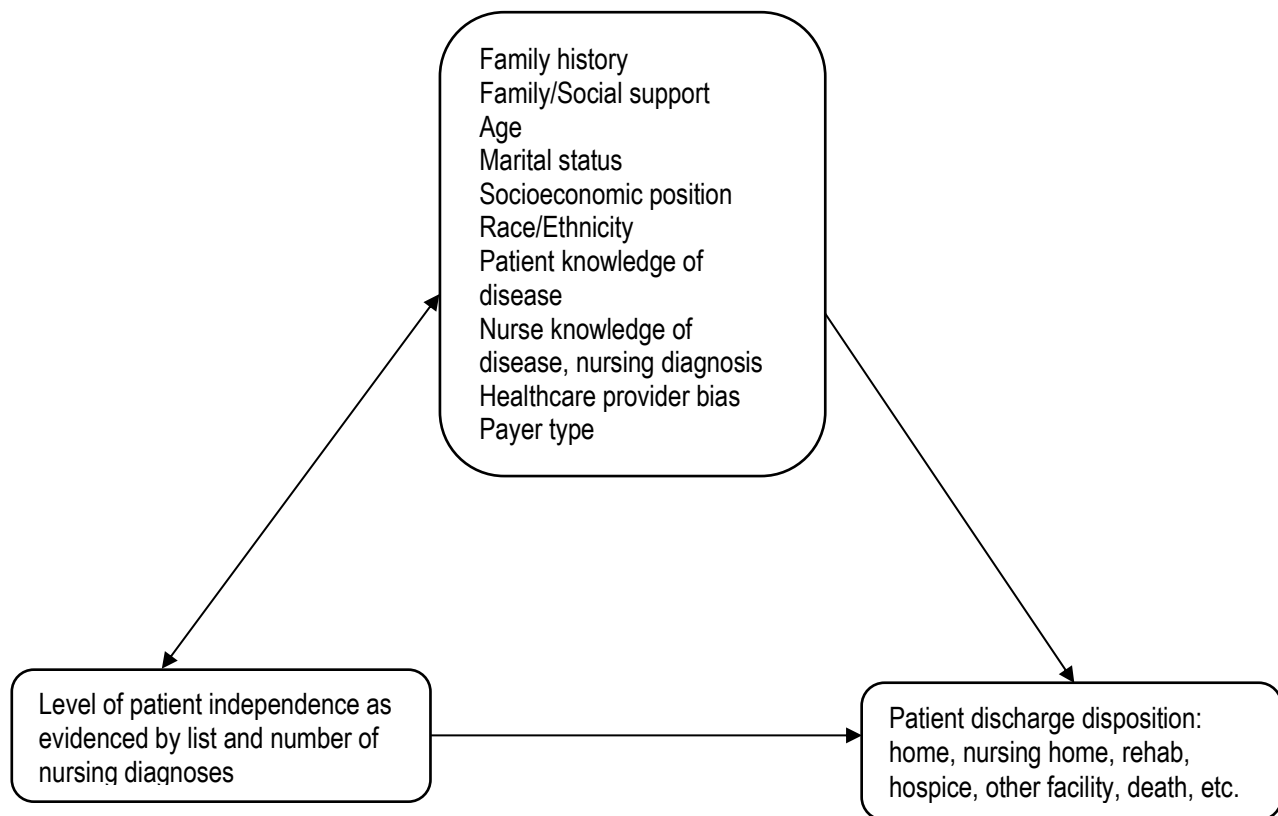 Family history
Family/Social support
Age
Marital status
Socioeconomic position
Race/Ethnicity
Patient knowledge of
disease
Nurse knowledge of
disease, nursing diagnosis
Healthcare provider bias
Payer type
Level of patient independence as
evidenced by list and number of
nursing diagnoses
Patient discharge disposition:
home, nursing home, rehab,
hospice, other facility, death, etc.